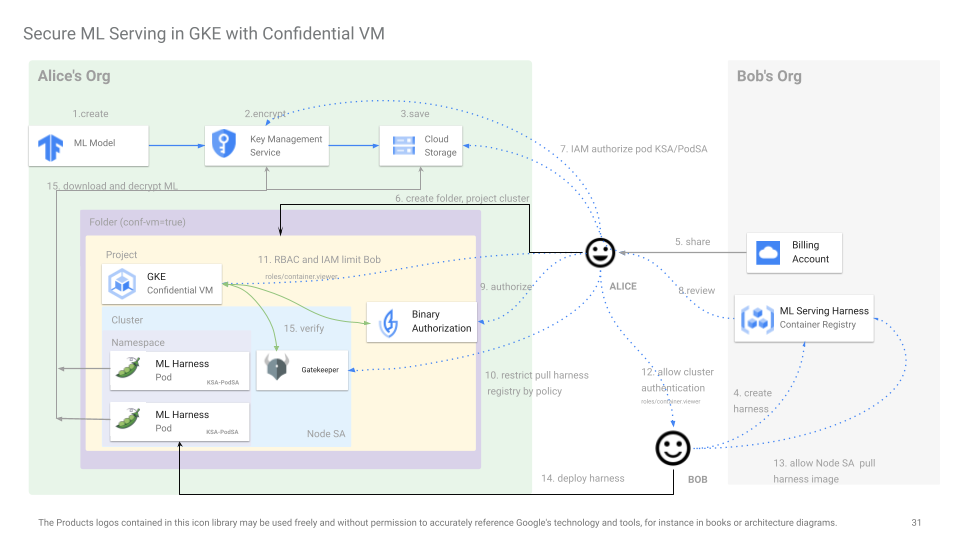 Secure ML Serving in GKE with Confidential VM
Alice's Org
Bob's Org
1.create
2.encrypt
3.save
ML Model
Key Management
Service
Cloud
Storage
7. IAM authorize pod KSA/PodSA
15. download and decrypt ML
6. create folder, project cluster
Folder (conf-vm=true)
5. share
Billing
Account
Project
11. RBAC and IAM limit Bob
roles/container.viewer
GKE
Confidential VM
9. authorize
ALICE
8.review
ML Serving Harness
Container Registry
Cluster
15. verify
Binary
Authorization
Namespace
ML Harness
Pod
KSA-PodSA
Gatekeeper
10. restrict pull harness
registry by policy
12. allow cluster
authentication
roles/container.viewer
4. create
harness
ML Harness
Pod
KSA-PodSA
Node SA
13. allow Node SA  pull
harness image
14. deploy harness
BOB
The Products logos contained in this icon library may be used freely and without permission to accurately reference Google's technology and tools, for instance in books or architecture diagrams.
31